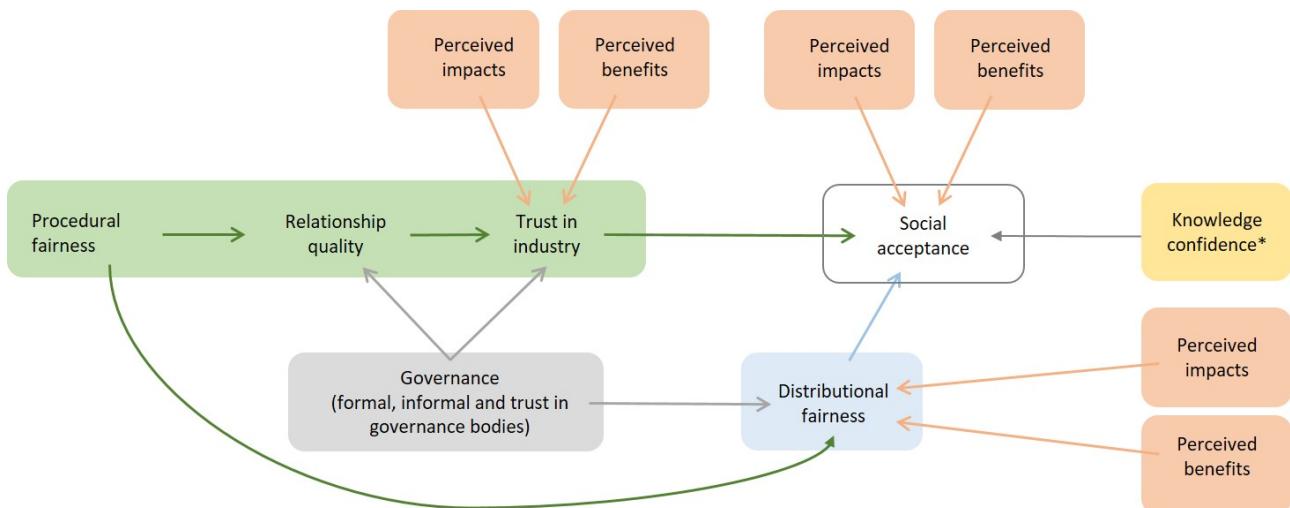 Perceived
impacts
Perceived
benefits
Perceived
impacts
Perceived
benefits
Procedural
fairness
Relationship
quality
Trust in
industry
Social
acceptance
Knowledge
confidence*
Governance
(formal, informal and trust in
governance bodies)
Distributional
fairness
Perceived
impacts
Perceived
benefits